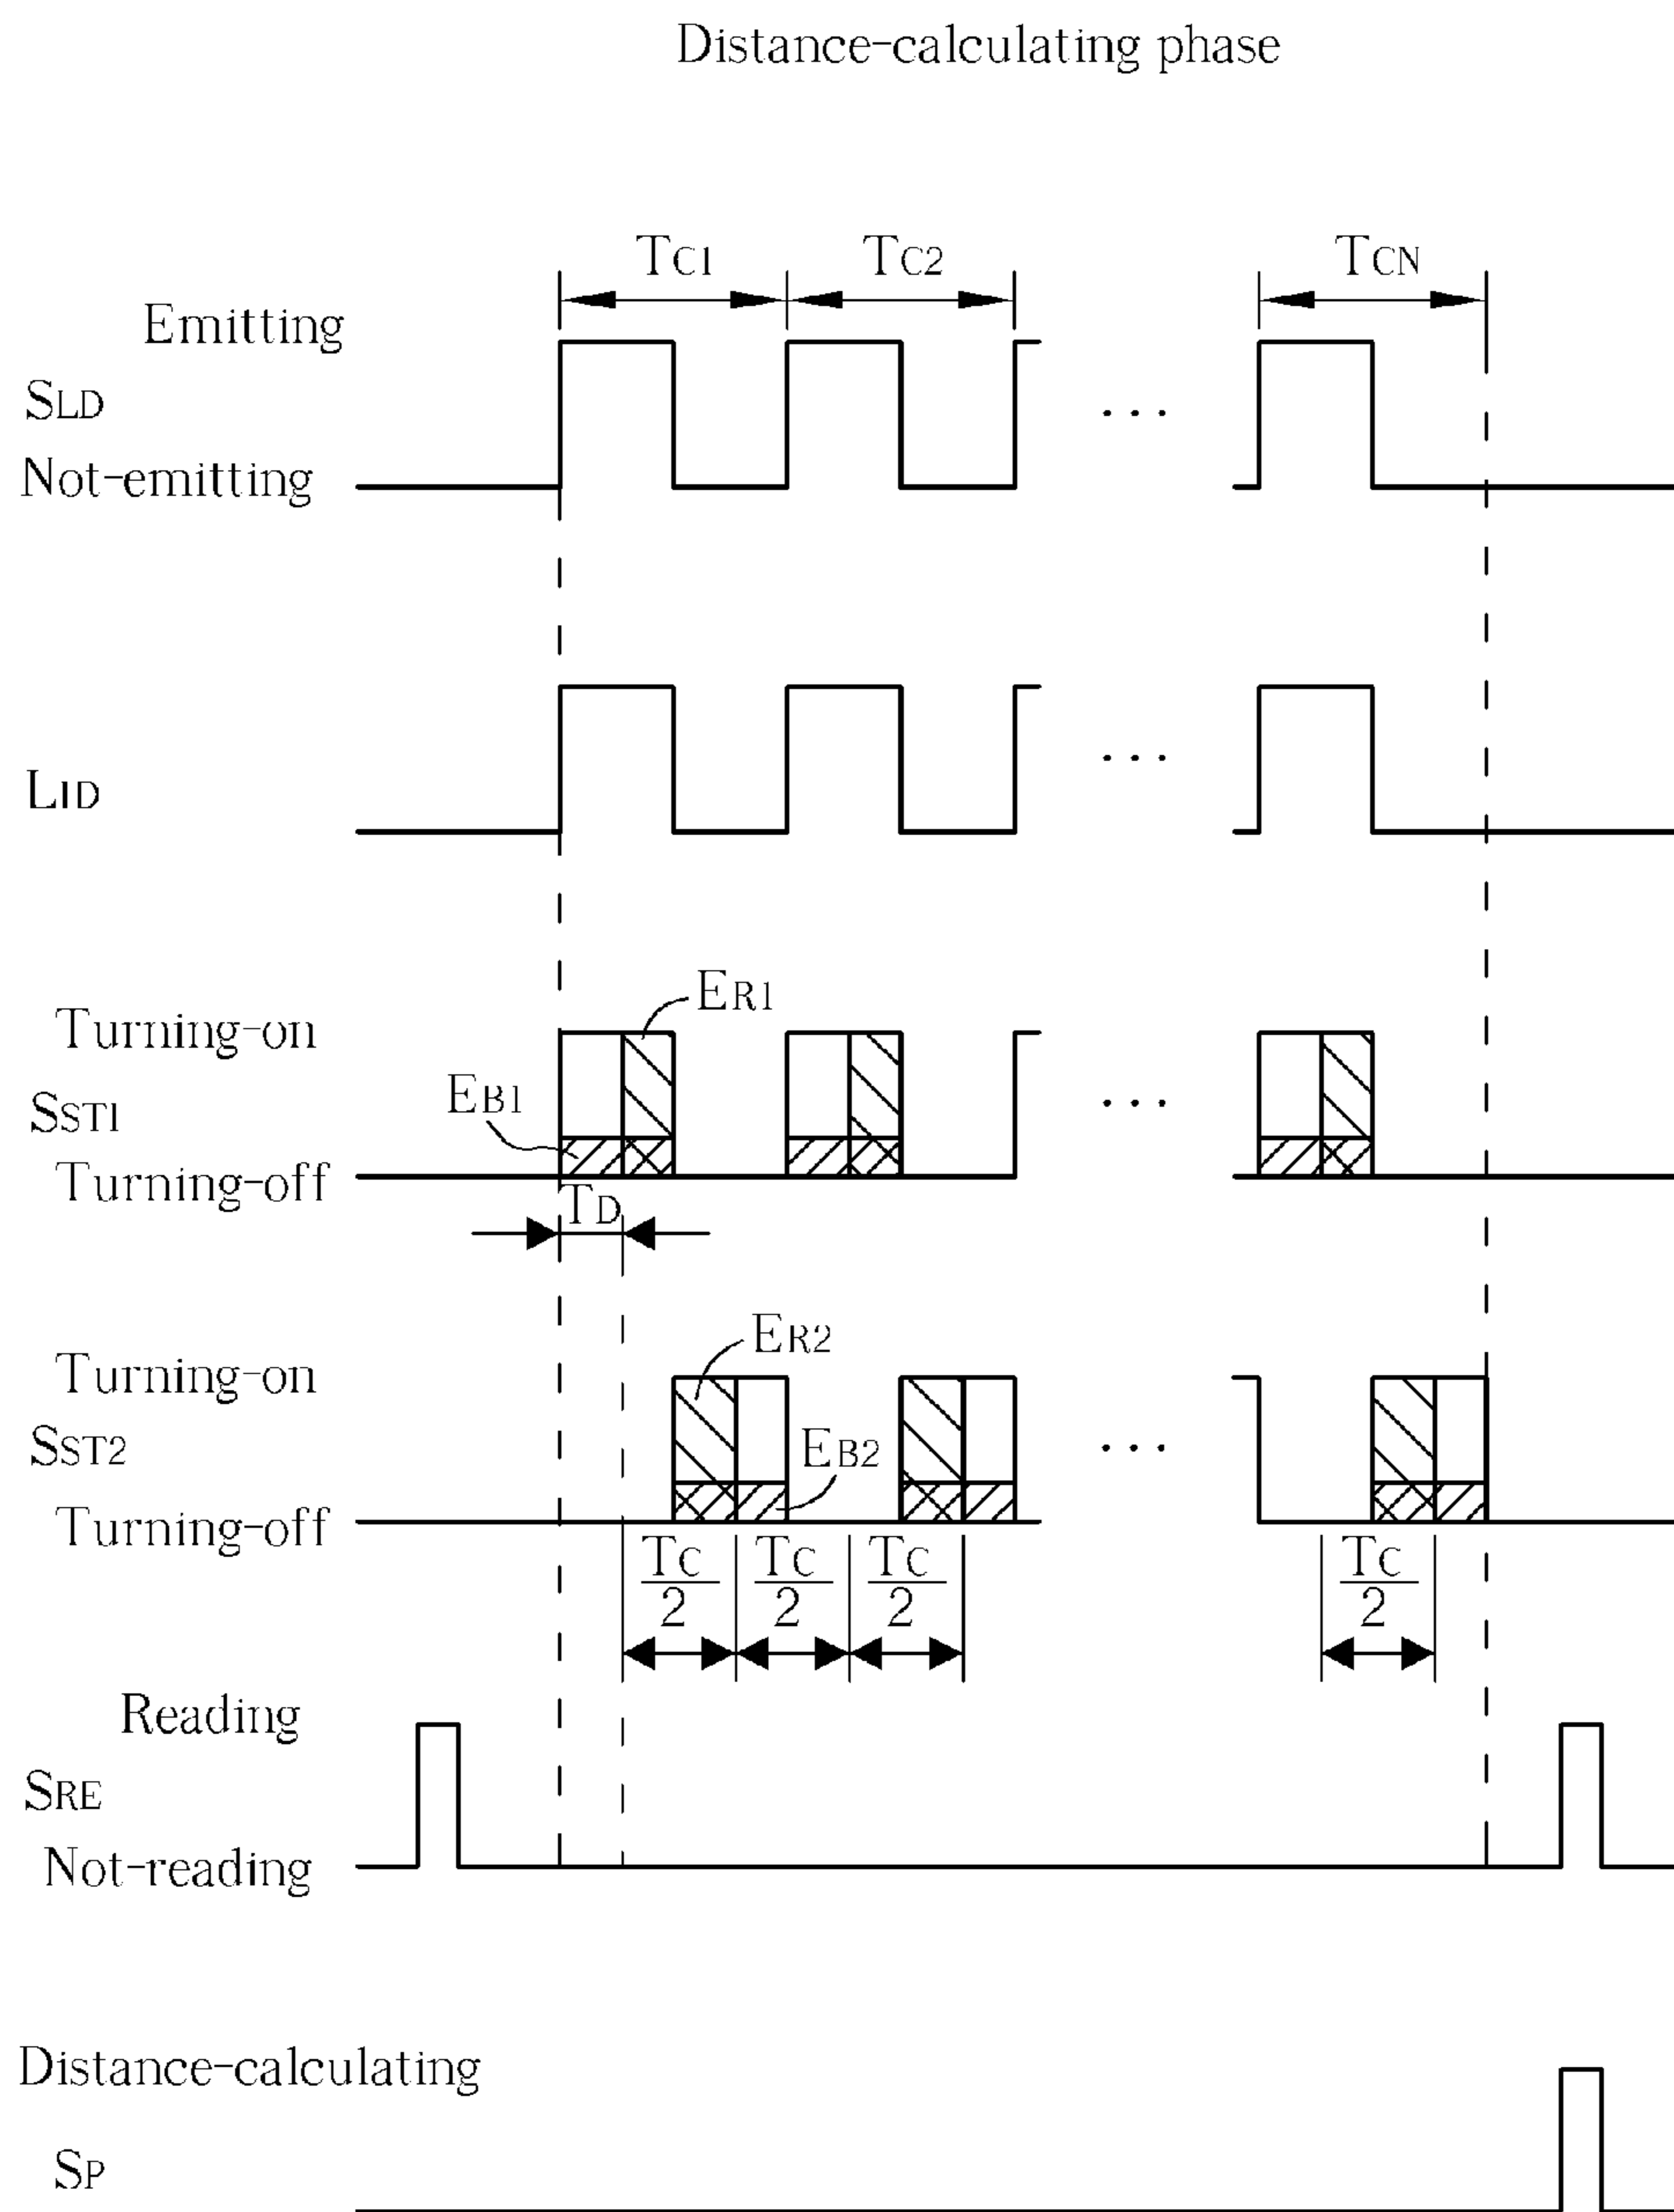 Distance-calculating phase
TC1 TC2 TCN
Emitting
SLD
Not-emitting
...
LID
...
ER1
Turning-on
EB1
SST1
...
Turning-off
TD
ER2
Turning-on
EB2
SST2
...
Turning-off
TC/2 TC/2 TC/2 TC/2
Reading
SRE
Not-reading
Distance-calculating
SP